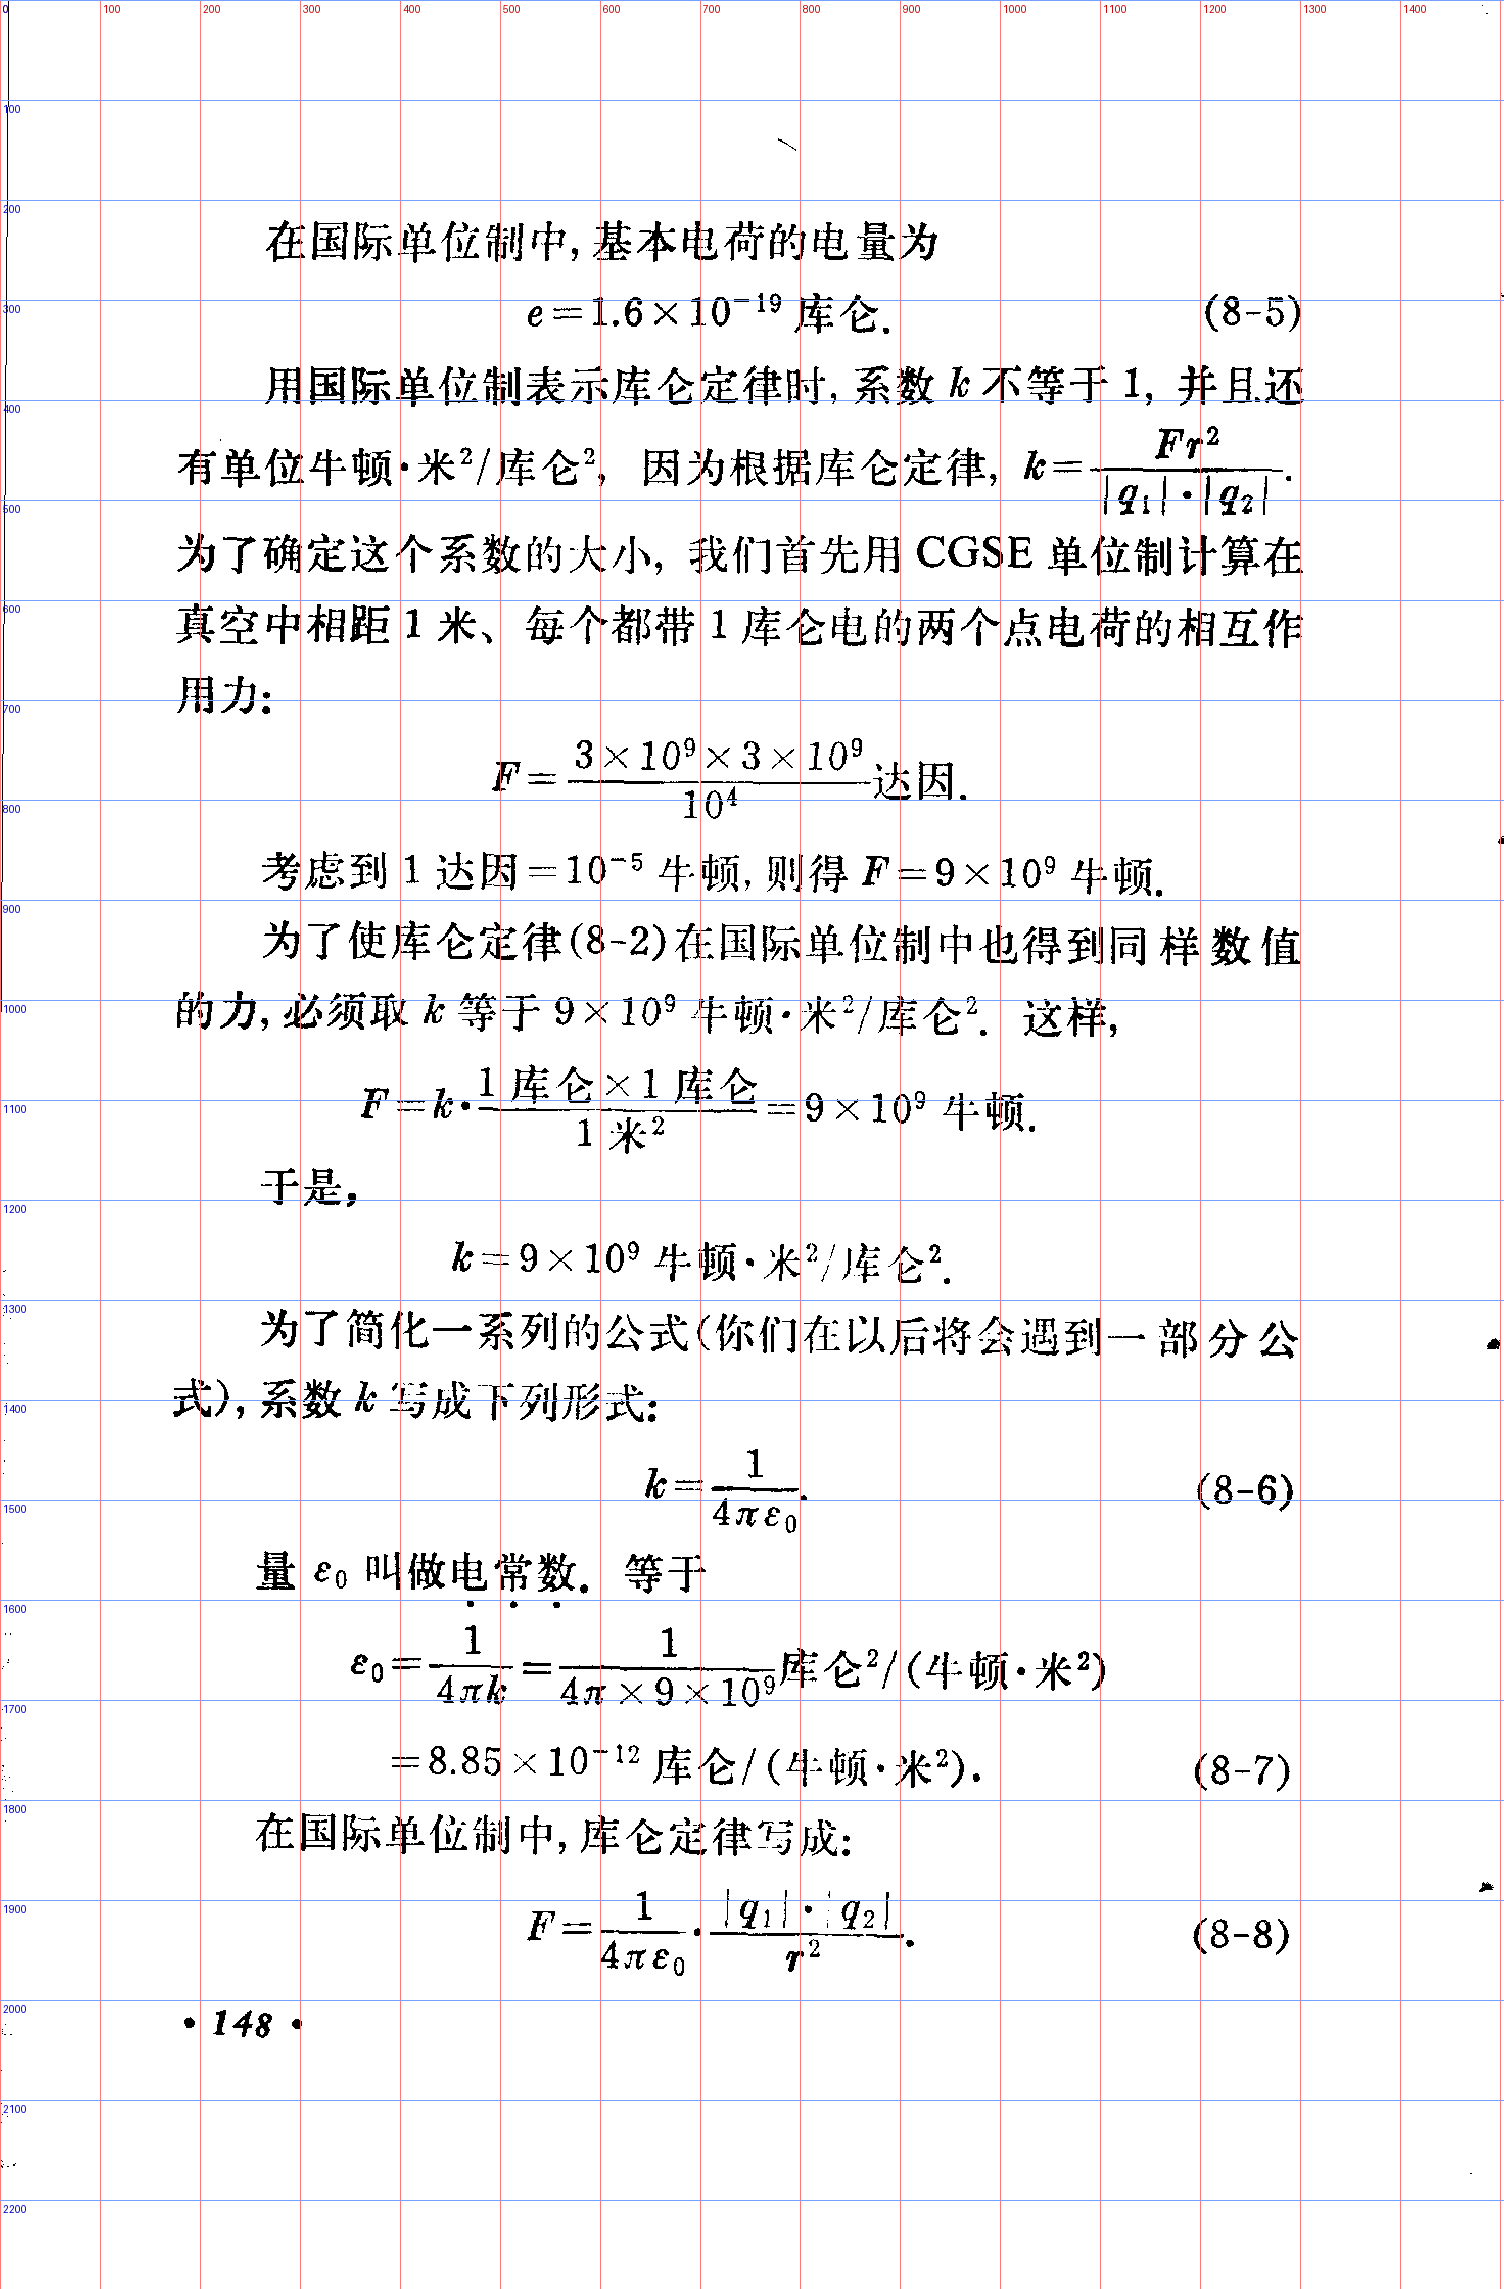 在国际单位制中,基本电荷的电量为
e=1.6×10⁻¹⁹ 库仑. (8-5)
用国际单位制表示库仑定律时,系数 k 不等于 1, 并且还
有单位牛顿·米²/库仑², 因为根据库仑定律, k=Fr²/(|q₁|·|q₂|).
为了确定这个系数的大小, 我们首先用 CGSE 单位制计算在
真空中相距 1 米、每个都带 1 库仑电的两个点电荷的相互作
用力:
F=(3×10⁹×3×10⁹)/10⁴ 达因.
考虑到 1 达因=10⁻⁵ 牛顿,则得 F=9×10⁹ 牛顿.
为了使库仑定律(8-2)在国际单位制中也得到同样数值
的力,必须取 k 等于 9×10⁹ 牛顿·米²/库仑². 这样,
F=k·(1 库仑×1 库仑)/(1 米²)=9×10⁹ 牛顿.
于是,
k=9×10⁹ 牛顿·米²/库仑².
为了简化一系列的公式(你们在以后将会遇到一部分公
式),系数 k 写成下列形式:
k=1/(4πε₀). (8-6)
量 ε₀ 叫做电常数. 等于
ε₀=1/(4πk)=1/(4π×9×10⁹) 库仑²/(牛顿·米²)
=8.85×10⁻¹² 库仑/(牛顿·米²). (8-7)
在国际单位制中,库仑定律写成:
F=1/(4πε₀)·(|q₁|·|q₂|)/r². (8-8)
• 148 •